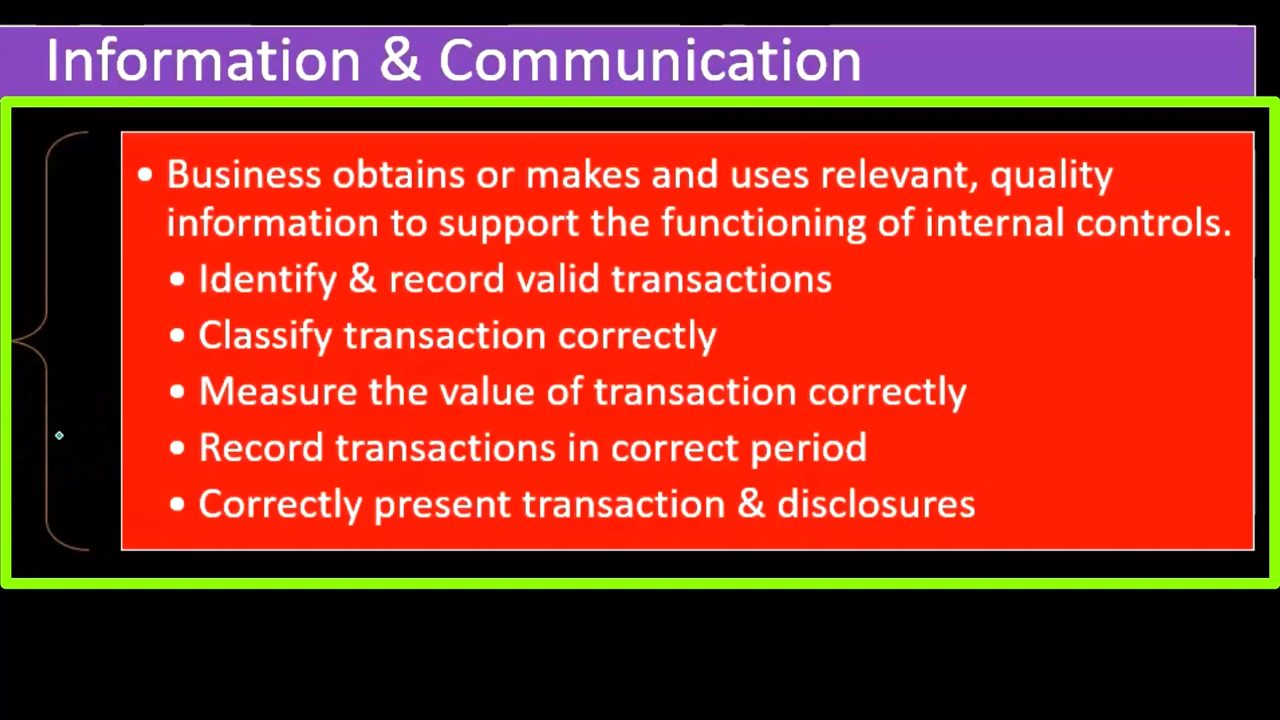 Information & Communication
• Business obtains or makes and uses relevant, quality
information to support the functioning of internal controls.
• Identify & record valid transactions
• Classify transaction correctly
• Measure the value of transaction correctly
• Record transactions in correct period
• Correctly present transaction & disclosures